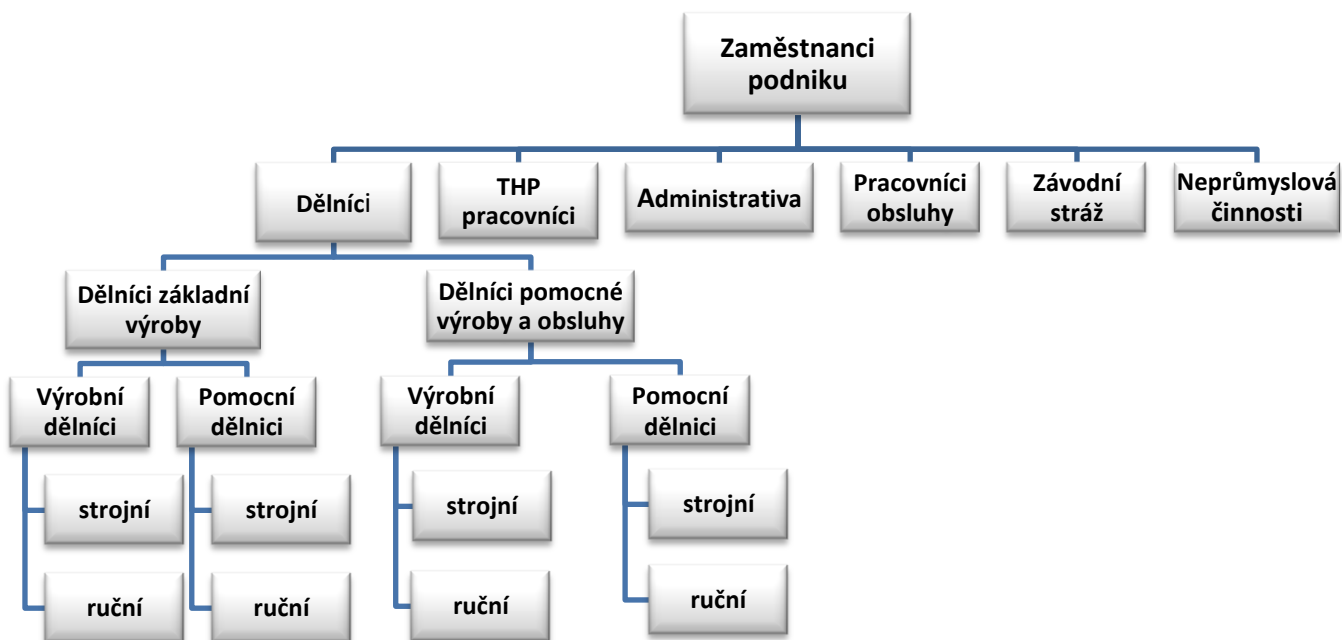 Zaměstnanci
podniku
Dělníci
THP
pracovníci
Administrativa
Pracovníci
obsluhy
Závodní
stráž
Neprůmyslová
činnosti
Dělníci základní
výroby
Dělníci pomocné
výroby a obsluhy
Výrobní
dělníci
Pomocní
dělnici
Výrobní
dělníci
Pomocní
dělnici
strojní
strojní
strojní
strojní
ruční
ruční
ruční
ruční